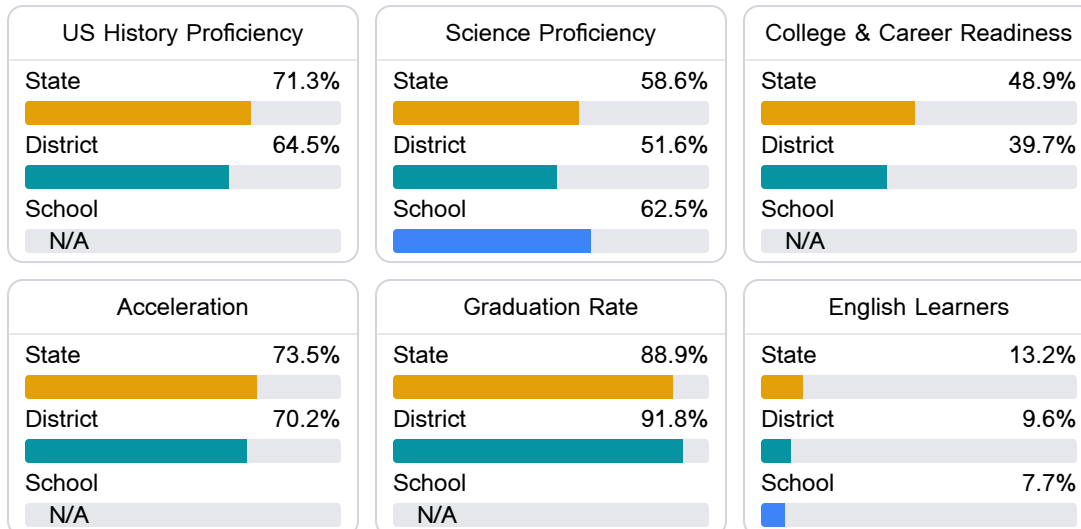 US History Proficiency
State 71.3%
District 64.5%
School
N/A
Science Proficiency
State 58.6%
District 51.6%
School 62.5%
College & Career Readiness
State 48.9%
District 39.7%
School
N/A
Acceleration
State 73.5%
District 70.2%
School
N/A
Graduation Rate
State 88.9%
District 91.8%
School
N/A
English Learners
State 13.2%
District 9.6%
School 7.7%